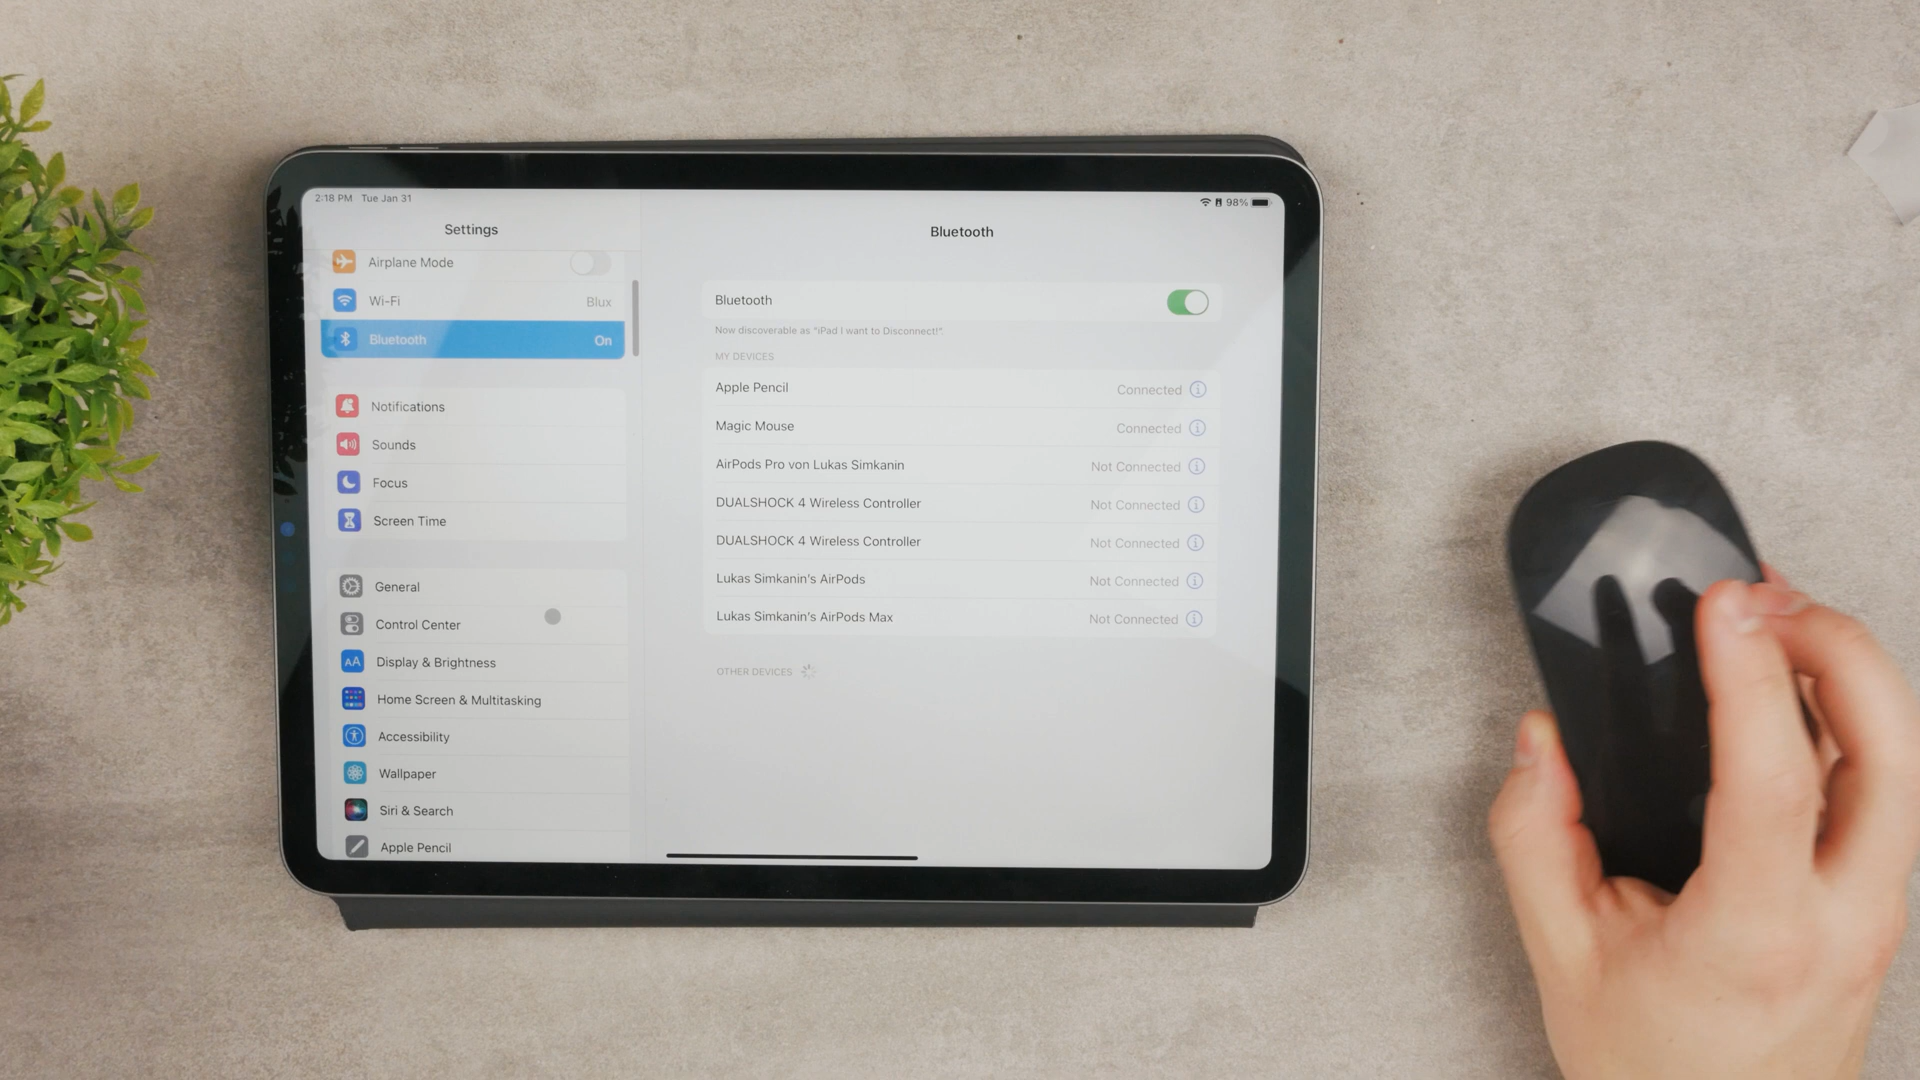 2:18 PM Tue Jan 31
98%
Settings
Airplane Mode
Wi-Fi Blux
Bluetooth On
Notifications
Sounds
Focus
Screen Time
General
Control Center
AA Display & Brightness
Home Screen & Multitasking
Accessibility
Wallpaper
Siri & Search
Apple Pencil
Bluetooth
Bluetooth
Now discoverable as "iPad I want to Disconnect!".
MY DEVICES
Apple Pencil Connected
Magic Mouse Connected
AirPods Pro von Lukas Simkanin Not Connected
DUALSHOCK 4 Wireless Controller Not Connected
DUALSHOCK 4 Wireless Controller Not Connected
Lukas Simkanin's AirPods Not Connected
Lukas Simkanin's AirPods Max Not Connected
OTHER DEVICES